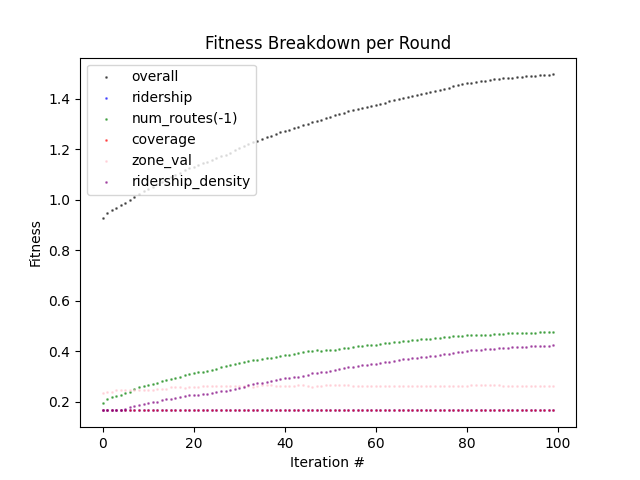 Fitness Breakdown per Round
overall
ridership
num_routes(-1)
coverage
zone_val
ridership_density
Fitness
1.4
1.2
1.0
0.8
0.6
0.4
0.2
0 20 40 60 80 100
Iteration #